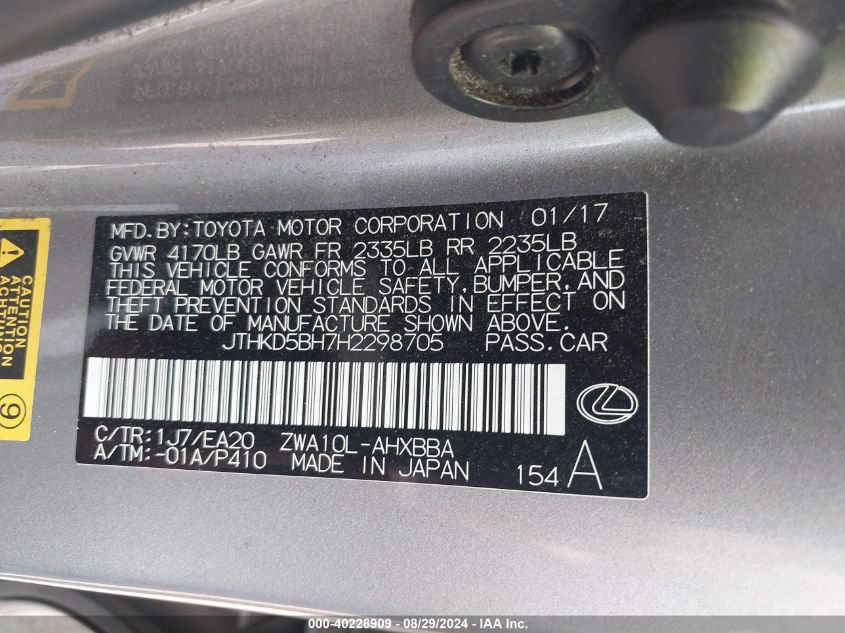 MFD. BY: TOYOTA MOTOR CORPORATION 01/17
GVWR 4170LB GAWR FR 2335LB RR 2235LB
THIS VEHICLE CONFORMS TO ALL APPLICABLE
FEDERAL MOTOR VEHICLE SAFETY, BUMPER, AND
THEFT PREVENTION STANDARDS IN EFFECT ON
THE DATE OF MANUFACTURE SHOWN ABOVE.
JTHKD5BH7H2298705 PASS. CAR
C/TR: 1J7/EA20 ZWA10L-AHXBBA
A/TM: -01A/P410 MADE IN JAPAN 154 A
CAUTION
ATTENTION
ACHTUNG
9
000-40228909 / 08/29/2024 - IAA Inc.